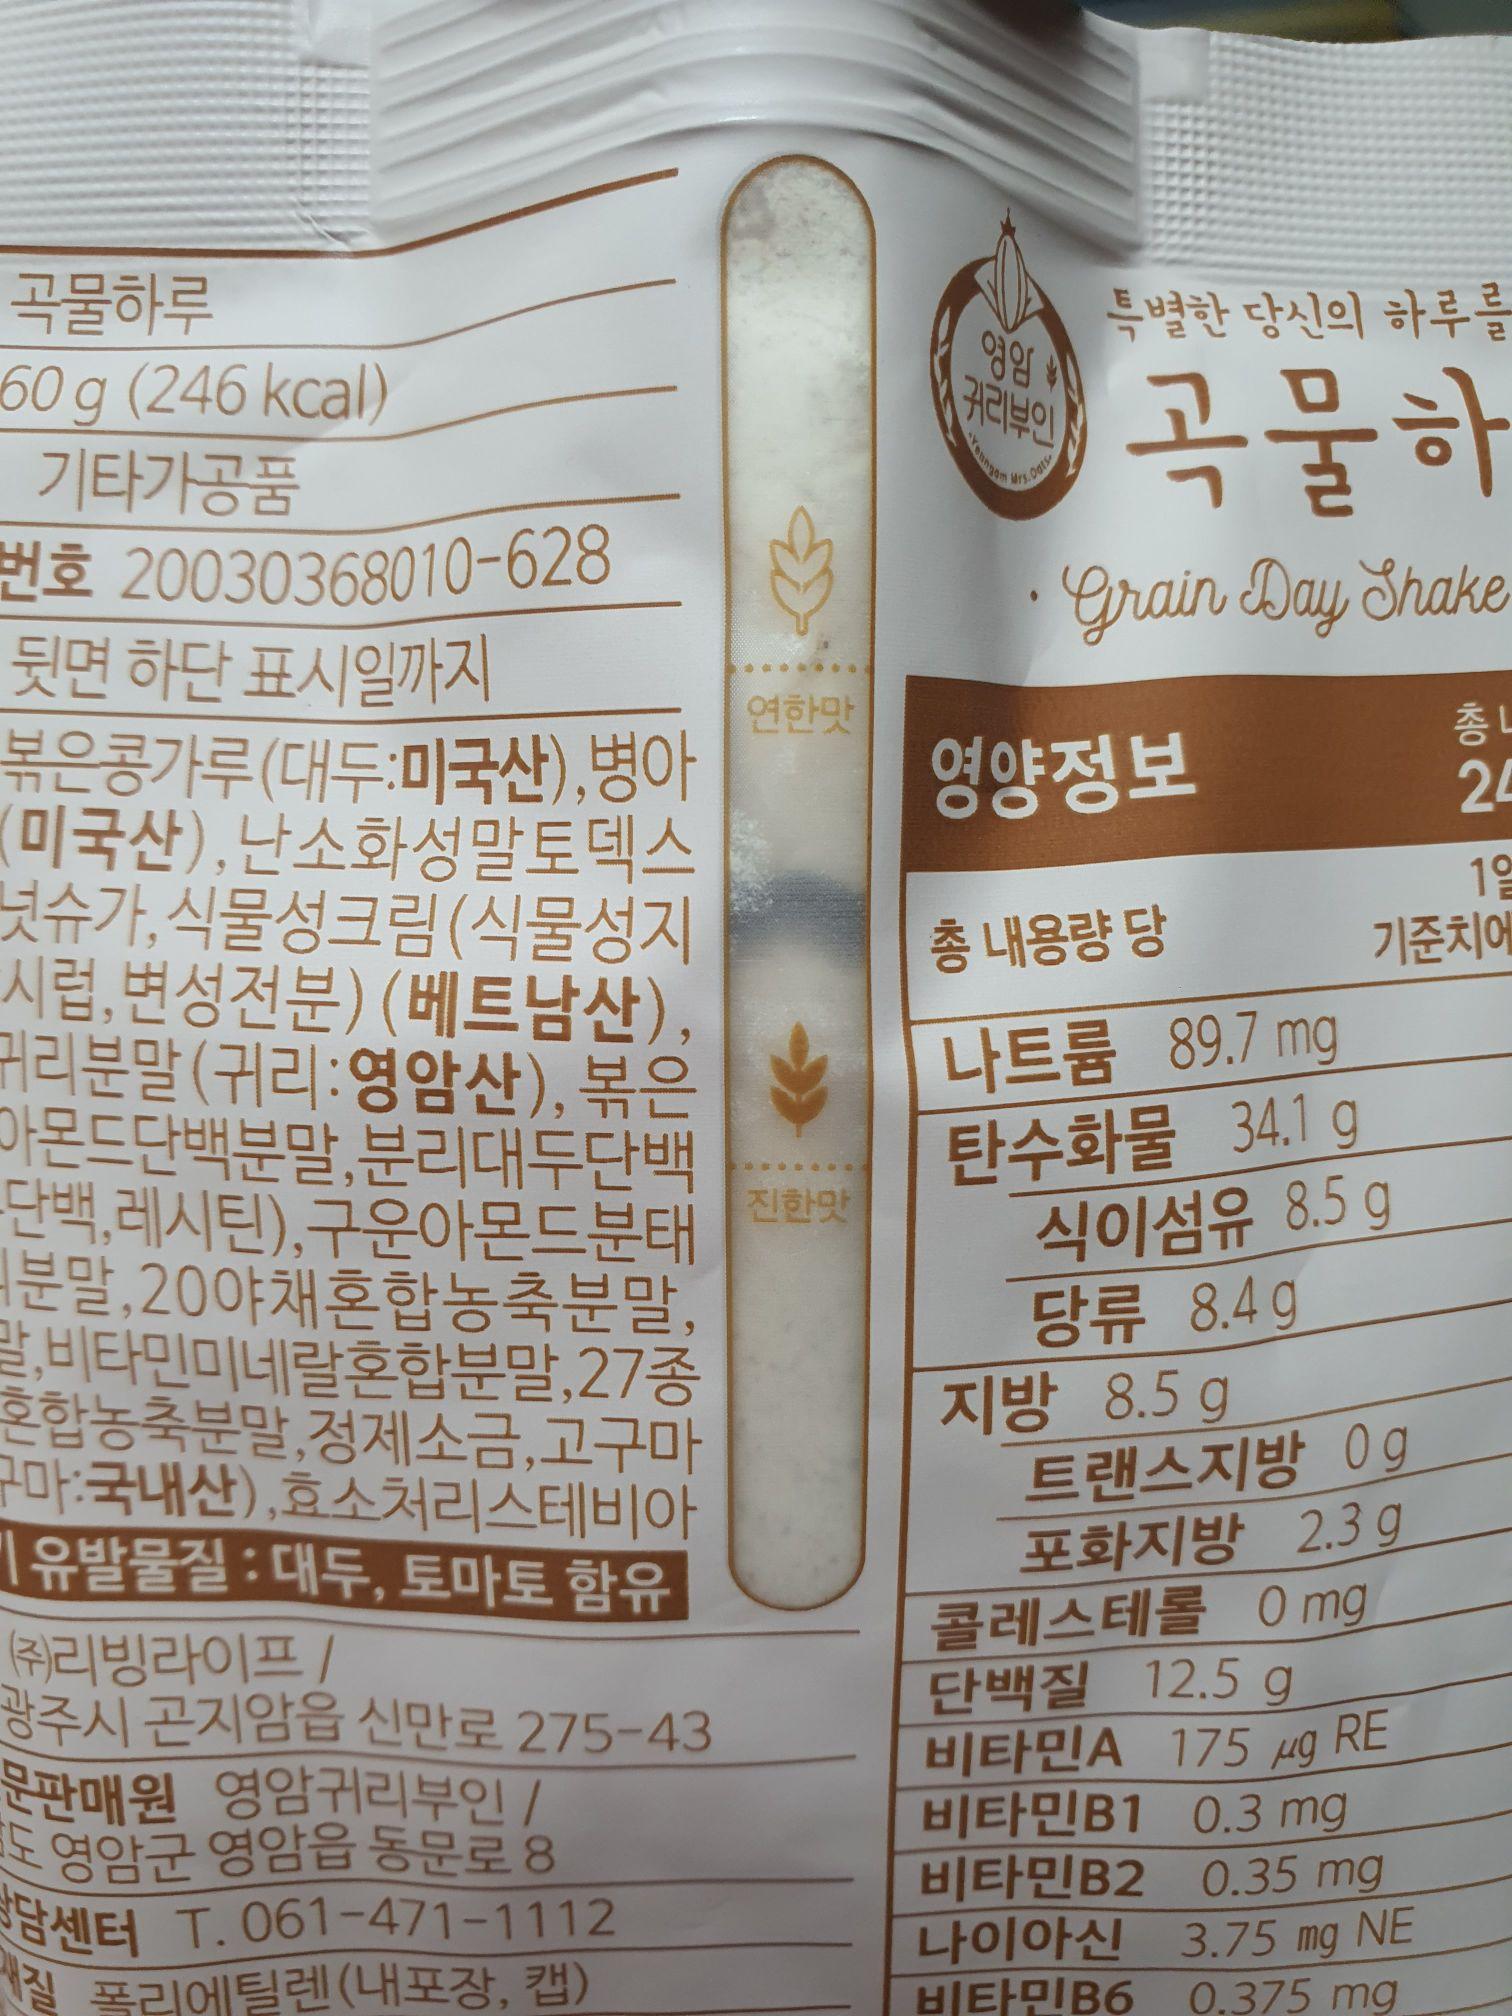 곡물하루
60 g (246 kcal)
기타가공품
번호 20030368010-628
뒷면 하단 표시일까지
볶은콩가루(대두:미국산),병아
(미국산),난소화성말토덱스
넛슈가,식물성크림(식물성지
시럽,변성전분)(베트남산),
귀리분말(귀리:영암산),볶은
아몬드단백분말,분리대두단백
단백,레시틴),구운아몬드분태
분말,20야채혼합농축분말,
말,비타민미네랄혼합분말,27종
혼합농축분말,정제소금,고구마
구마:국내산),효소처리스테비아
유발물질 : 대두, 토마토 함유
(주)리빙라이프 /
광주시 곤지암읍 신만로 275-43
문판매원 영암귀리부인 /
도 영암군 영암읍 동문로 8
상담센터 T. 061-471-1112
재질 폴리에틸렌(내포장, 캡)
연한맛
진한맛
영암
귀리부인
Yeongam Mrs.Oats
특별한 당신의 하루를
곡물하
· Grain Day Shake
영양정보
총 내용량 당
기준치에
나트륨 89.7 mg
탄수화물 34.1 g
식이섬유 8.5 g
당류 8.4 g
지방 8.5 g
트랜스지방 0 g
포화지방 2.3 g
콜레스테롤 0 mg
단백질 12.5 g
비타민A 175 μg RE
비타민B1 0.3 mg
비타민B2 0.35 mg
나이아신 3.75 mg NE
비타민B6 0.375 mg